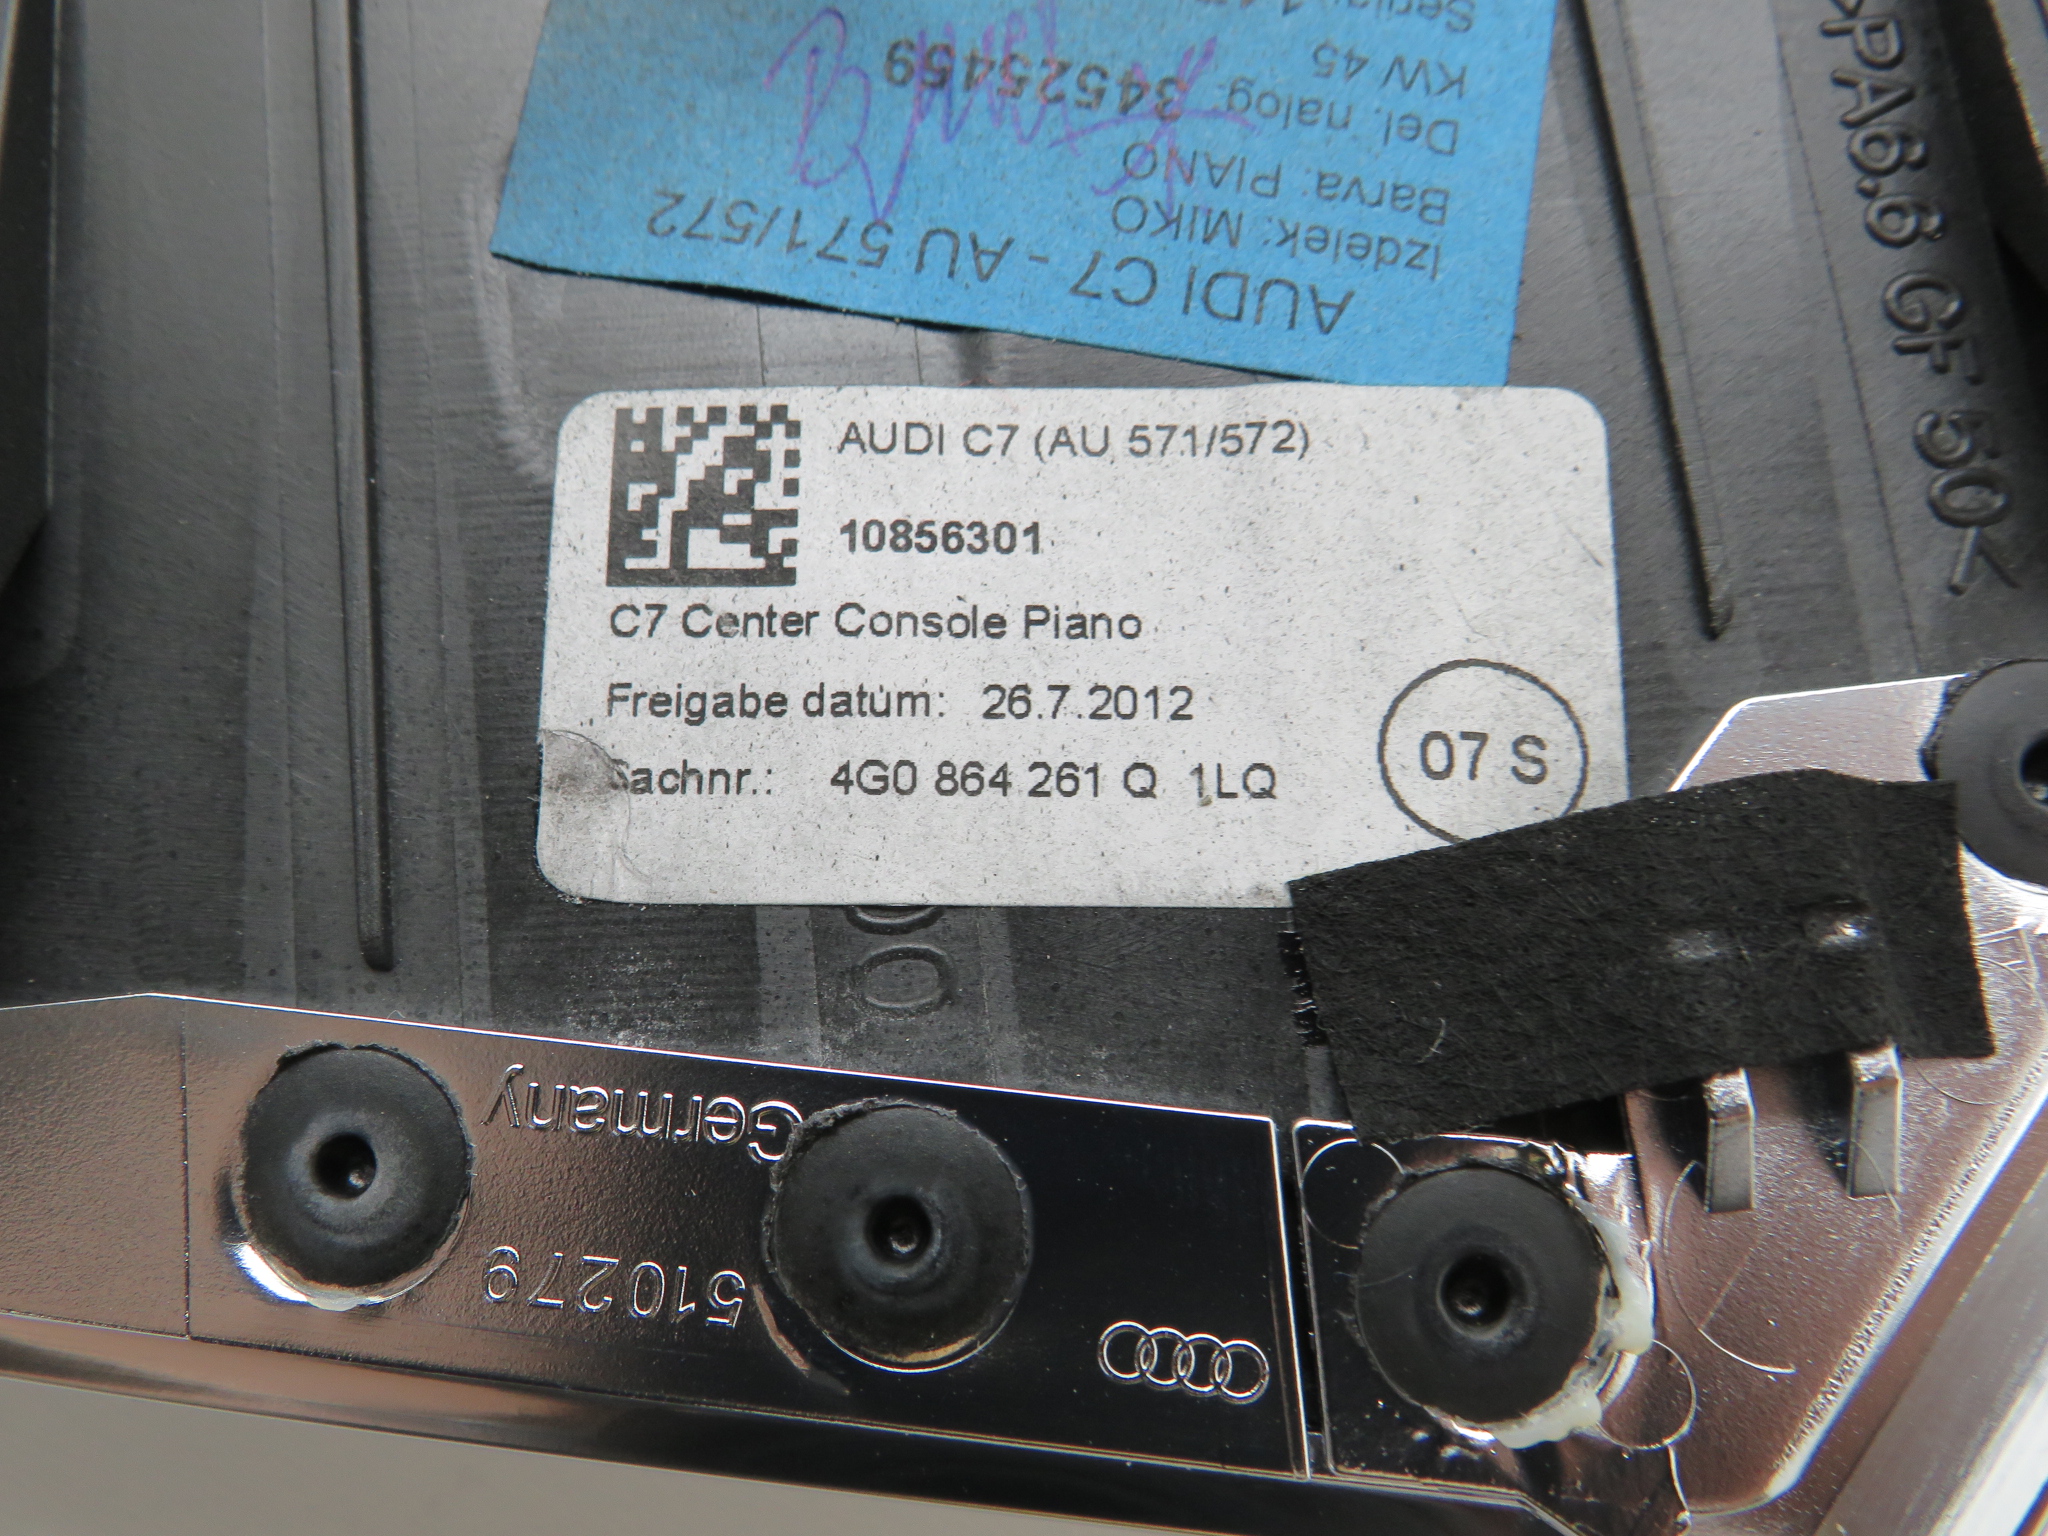 AUDI C7 - AU 571/572
Izdelek: MIKO
Barva: PIANO
Del. nalog: 34525459
KW 45
>PA6.6 GF 50<
AUDI C7 (AU 571/572)
10856301
C7 Center Console Piano
Freigabe datum: 26.7.2012
Sachnr.: 4G0 864 261 Q 1LQ
07 S
Germany
510279